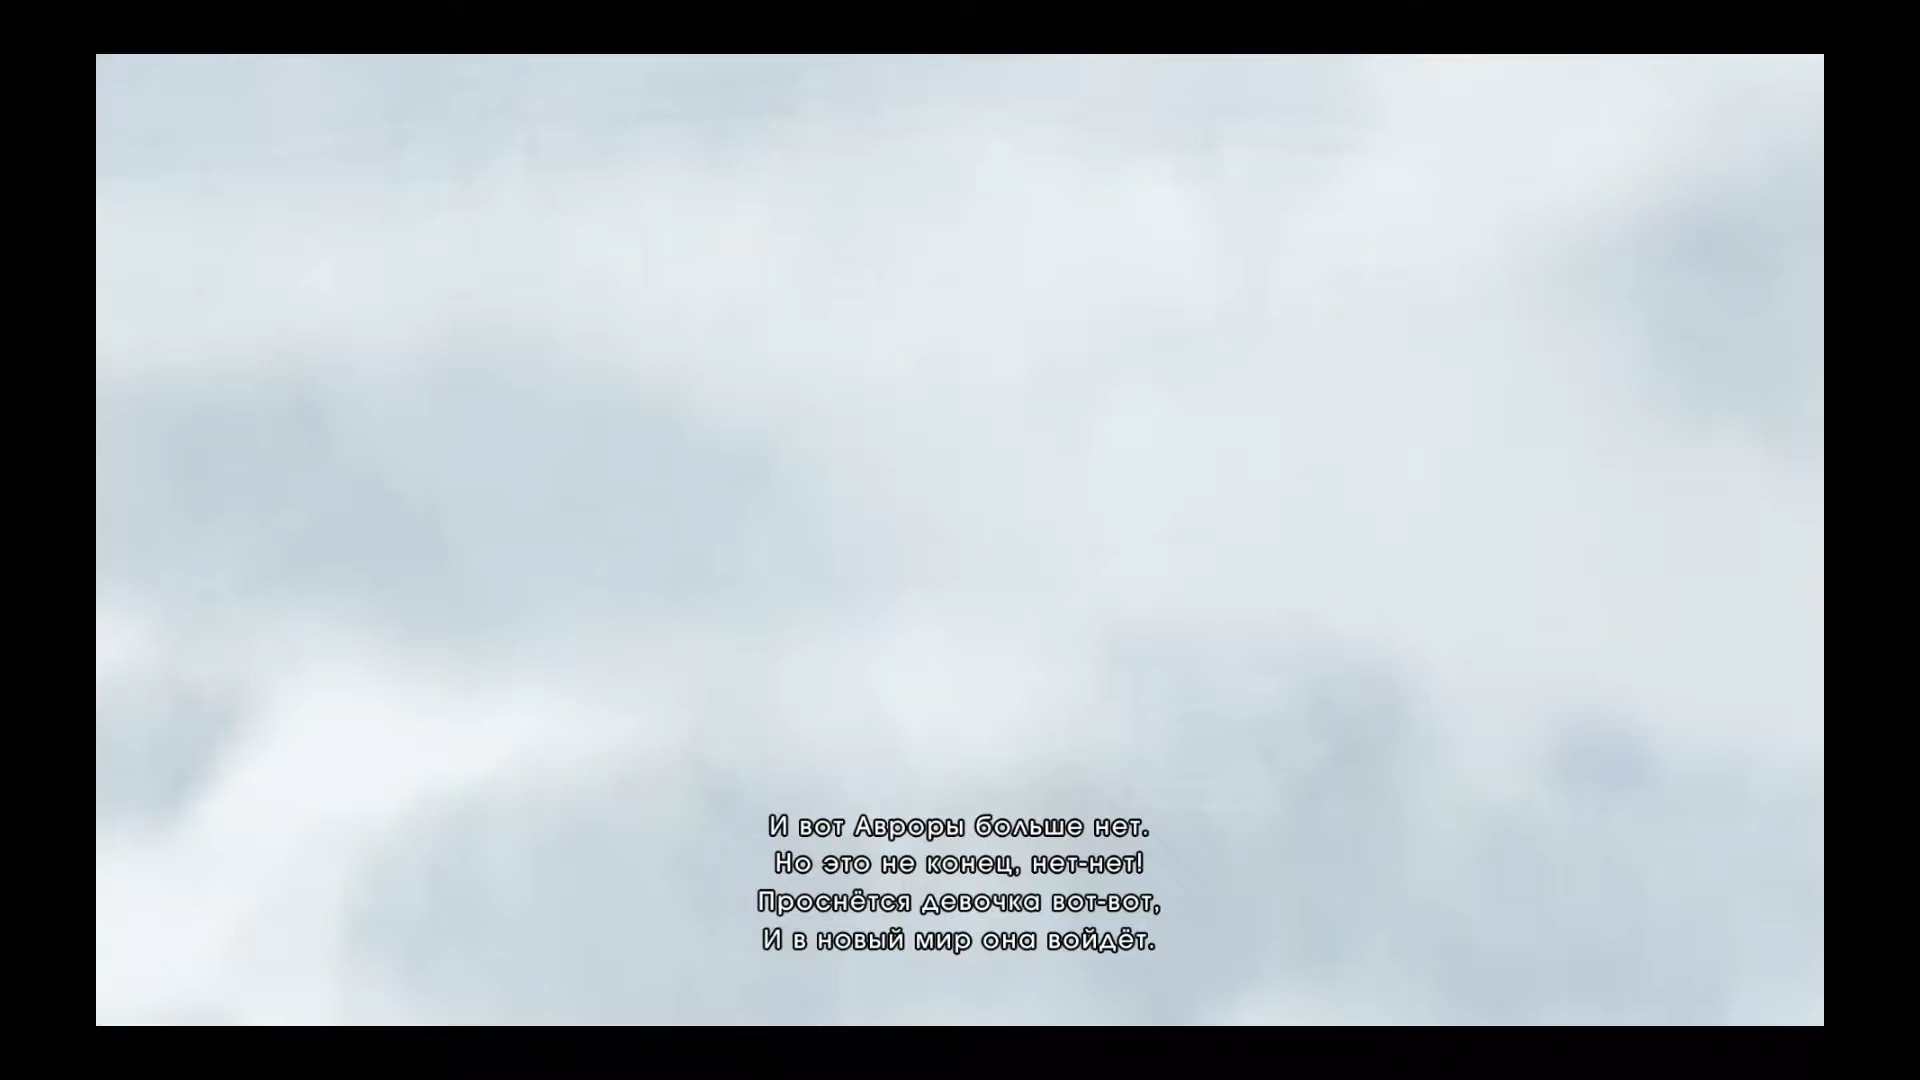 И вот Авроры больше нет.
Но это не конец, нет-нет!
Проснётся девочка вот-вот,
И в новый мир она войдёт.